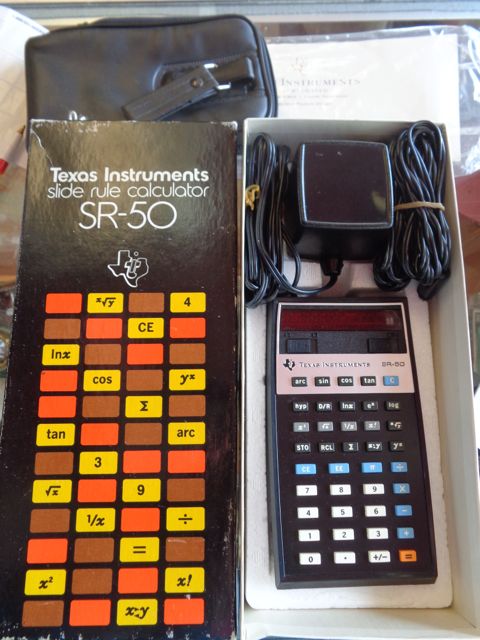 INSTRUMENTS
Texas Instruments
slide rule calculator
SR-50
ˣ√y 4
CE
lnx
cos yˣ
Σ
tan arc
3
√x 9
1/x ÷
=
x² x!
x⇄y
TEXAS INSTRUMENTS SR-50
arc sin cos tan C
hyp D/R lnx eˣ log
x² √x 1/x x! ˣ√y
STO RCL Σ x⇄y yˣ
CE EE π ÷
7 8 9 ×
4 5 6 −
1 2 3 +
0 . +/− =